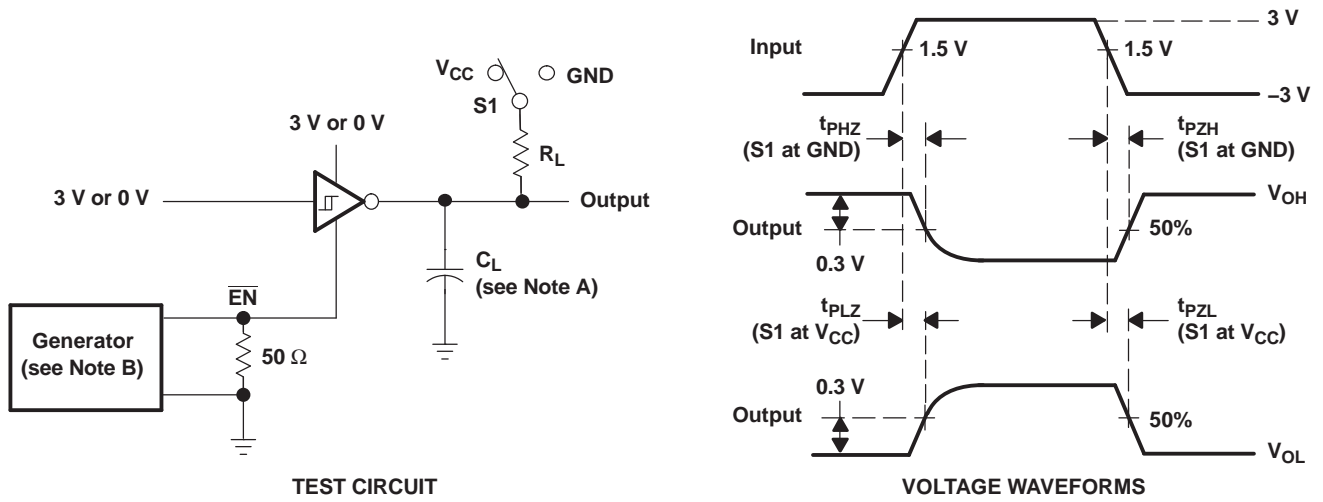 V_CC
GND
S1
3 V or 0 V
R_L
3 V or 0 V
Output
C_L
(see Note A)
EN
Generator
(see Note B)
50 Ω
TEST CIRCUIT
3 V
Input
1.5 V
1.5 V
–3 V
t_PHZ
(S1 at GND)
t_PZH
(S1 at GND)
V_OH
Output
50%
0.3 V
t_PLZ
(S1 at V_CC)
t_PZL
(S1 at V_CC)
0.3 V
Output
50%
V_OL
VOLTAGE WAVEFORMS